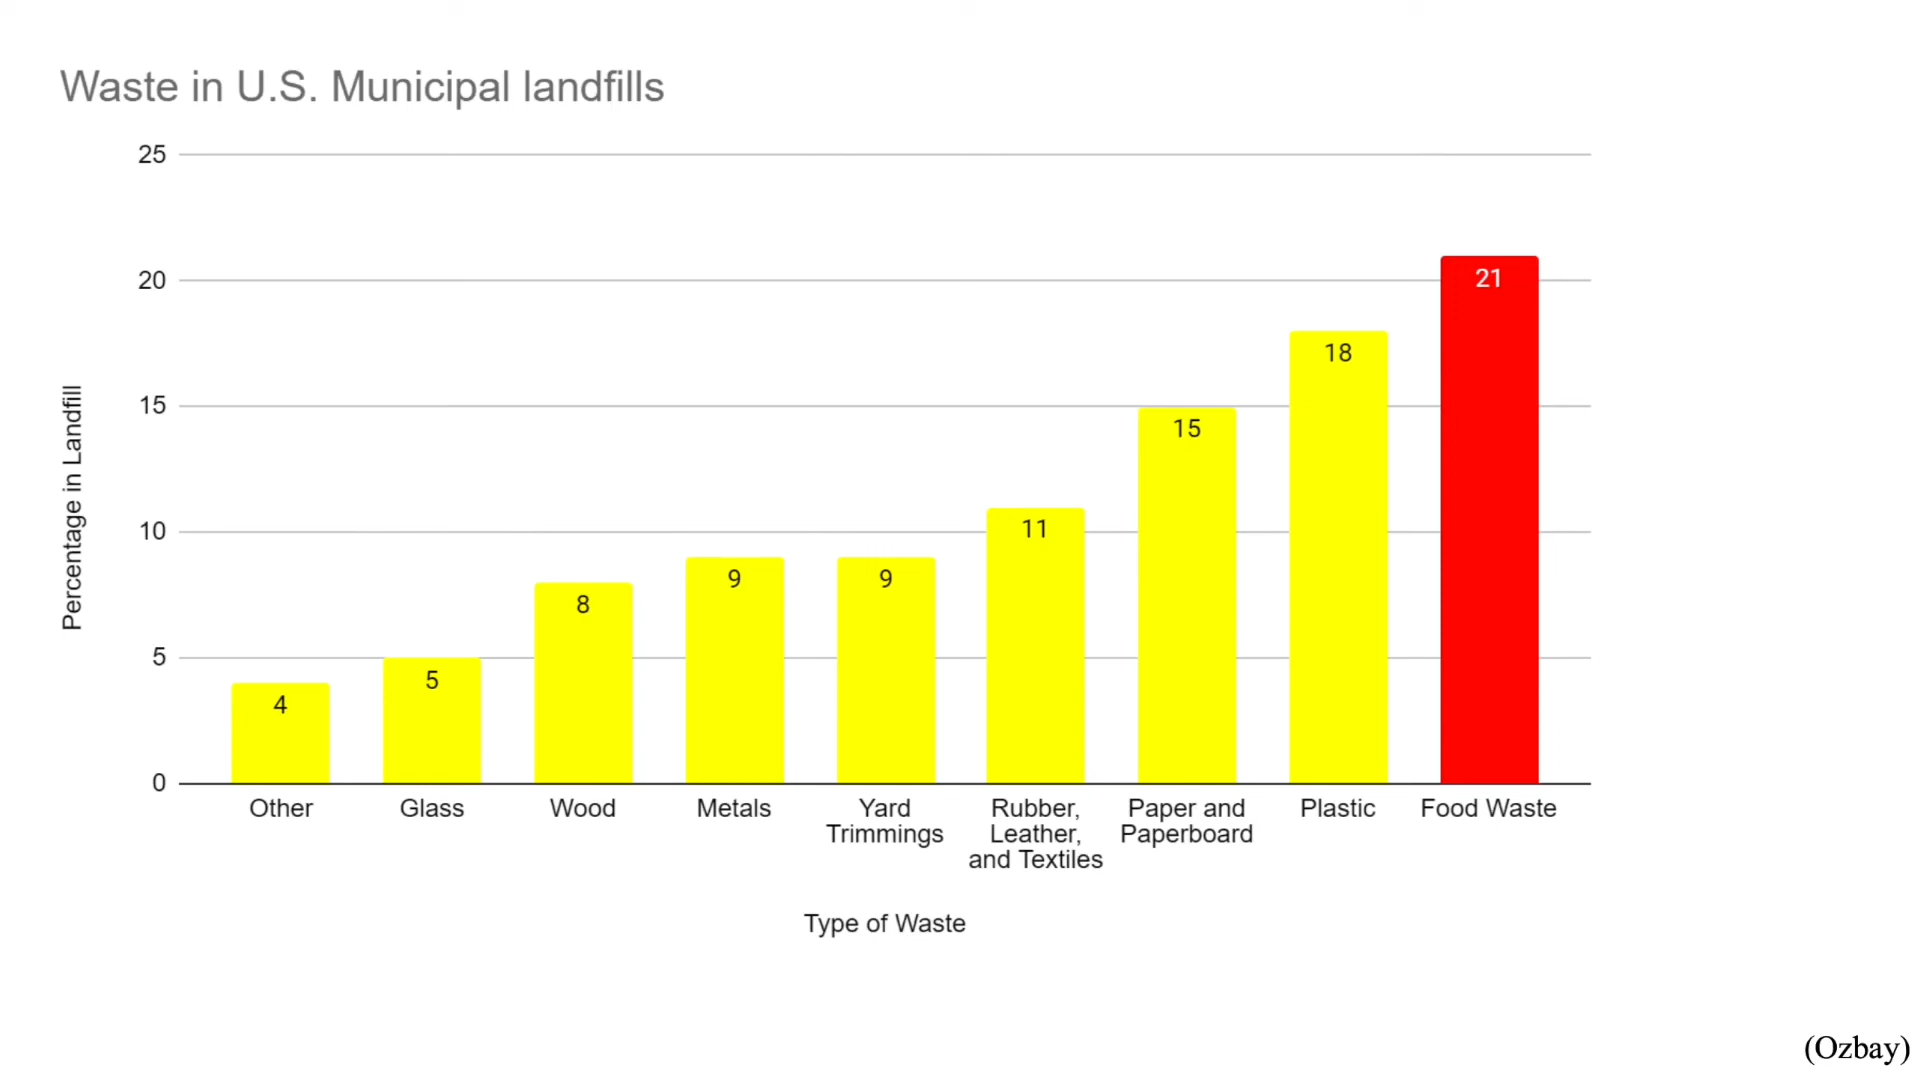 Waste in U.S. Municipal landfills
25
20
15
10
5
0
Percentage in Landfill
4
5
8
9
9
11
15
18
21
Other
Glass
Wood
Metals
Yard
Trimmings
Rubber,
Leather,
and Textiles
Paper and
Paperboard
Plastic
Food Waste
Type of Waste
(Ozbay)